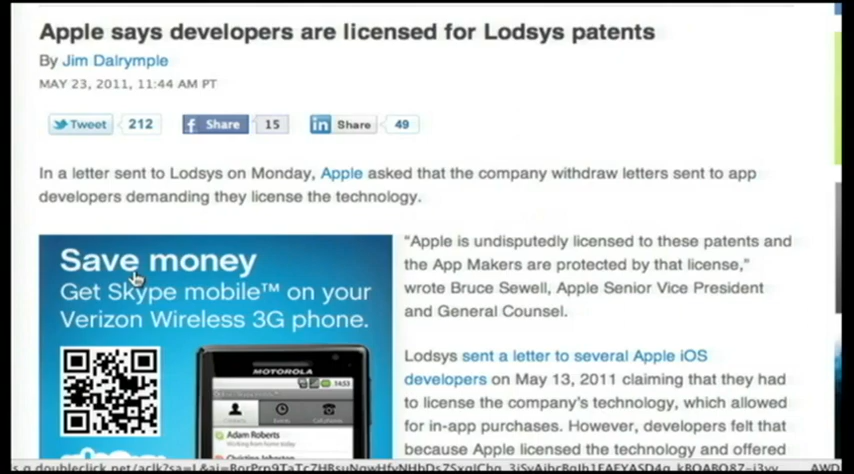 Apple says developers are licensed for Lodsys patents
By Jim Dalrymple
MAY 23, 2011, 11:44 AM PT
Tweet 212 Share 15 Share 49
In a letter sent to Lodsys on Monday, Apple asked that the company withdraw letters sent to app
developers demanding they license the technology.
Save money
Get Skype mobile™ on your
Verizon Wireless 3G phone.
MOTOROLA
14:53
Adam Roberts
Working from home today
"Apple is undisputedly licensed to these patents and
the App Makers are protected by that license,"
wrote Bruce Sewell, Apple Senior Vice President
and General Counsel.
Lodsys sent a letter to several Apple iOS
developers on May 13, 2011 claiming that they had
to license the company's technology, which allowed
for in-app purchases. However, developers felt that
because Apple licensed the technology and offered